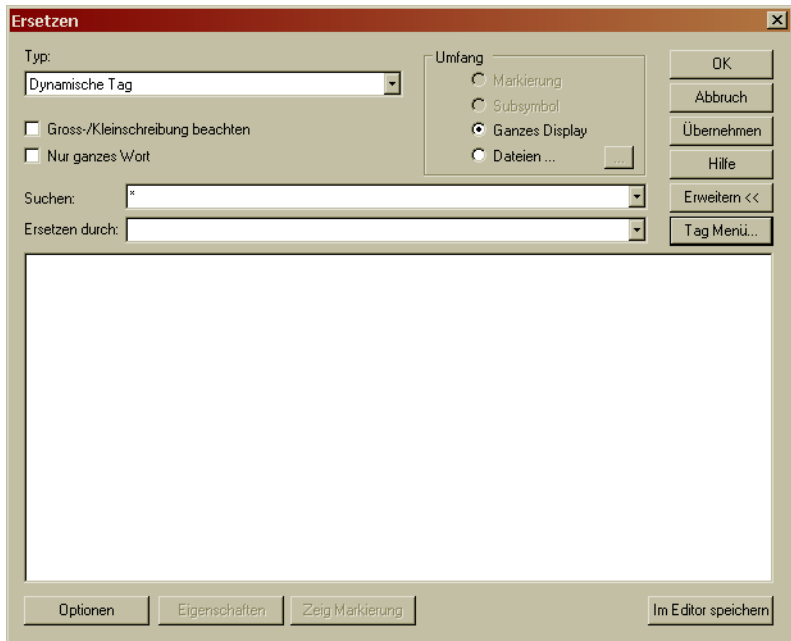 Ersetzen
Typ:
Dynamische Tag
Gross-/Kleinschreibung beachten
Nur ganzes Wort
Umfang
Markierung
Subsymbol
Ganzes Display
Dateien ...
...
OK
Abbruch
Übernehmen
Hilfe
Erweitern <<
Tag Menü...
Suchen:
*
Ersetzen durch:
Optionen
Eigenschaften
Zeig Markierung
Im Editor speichern